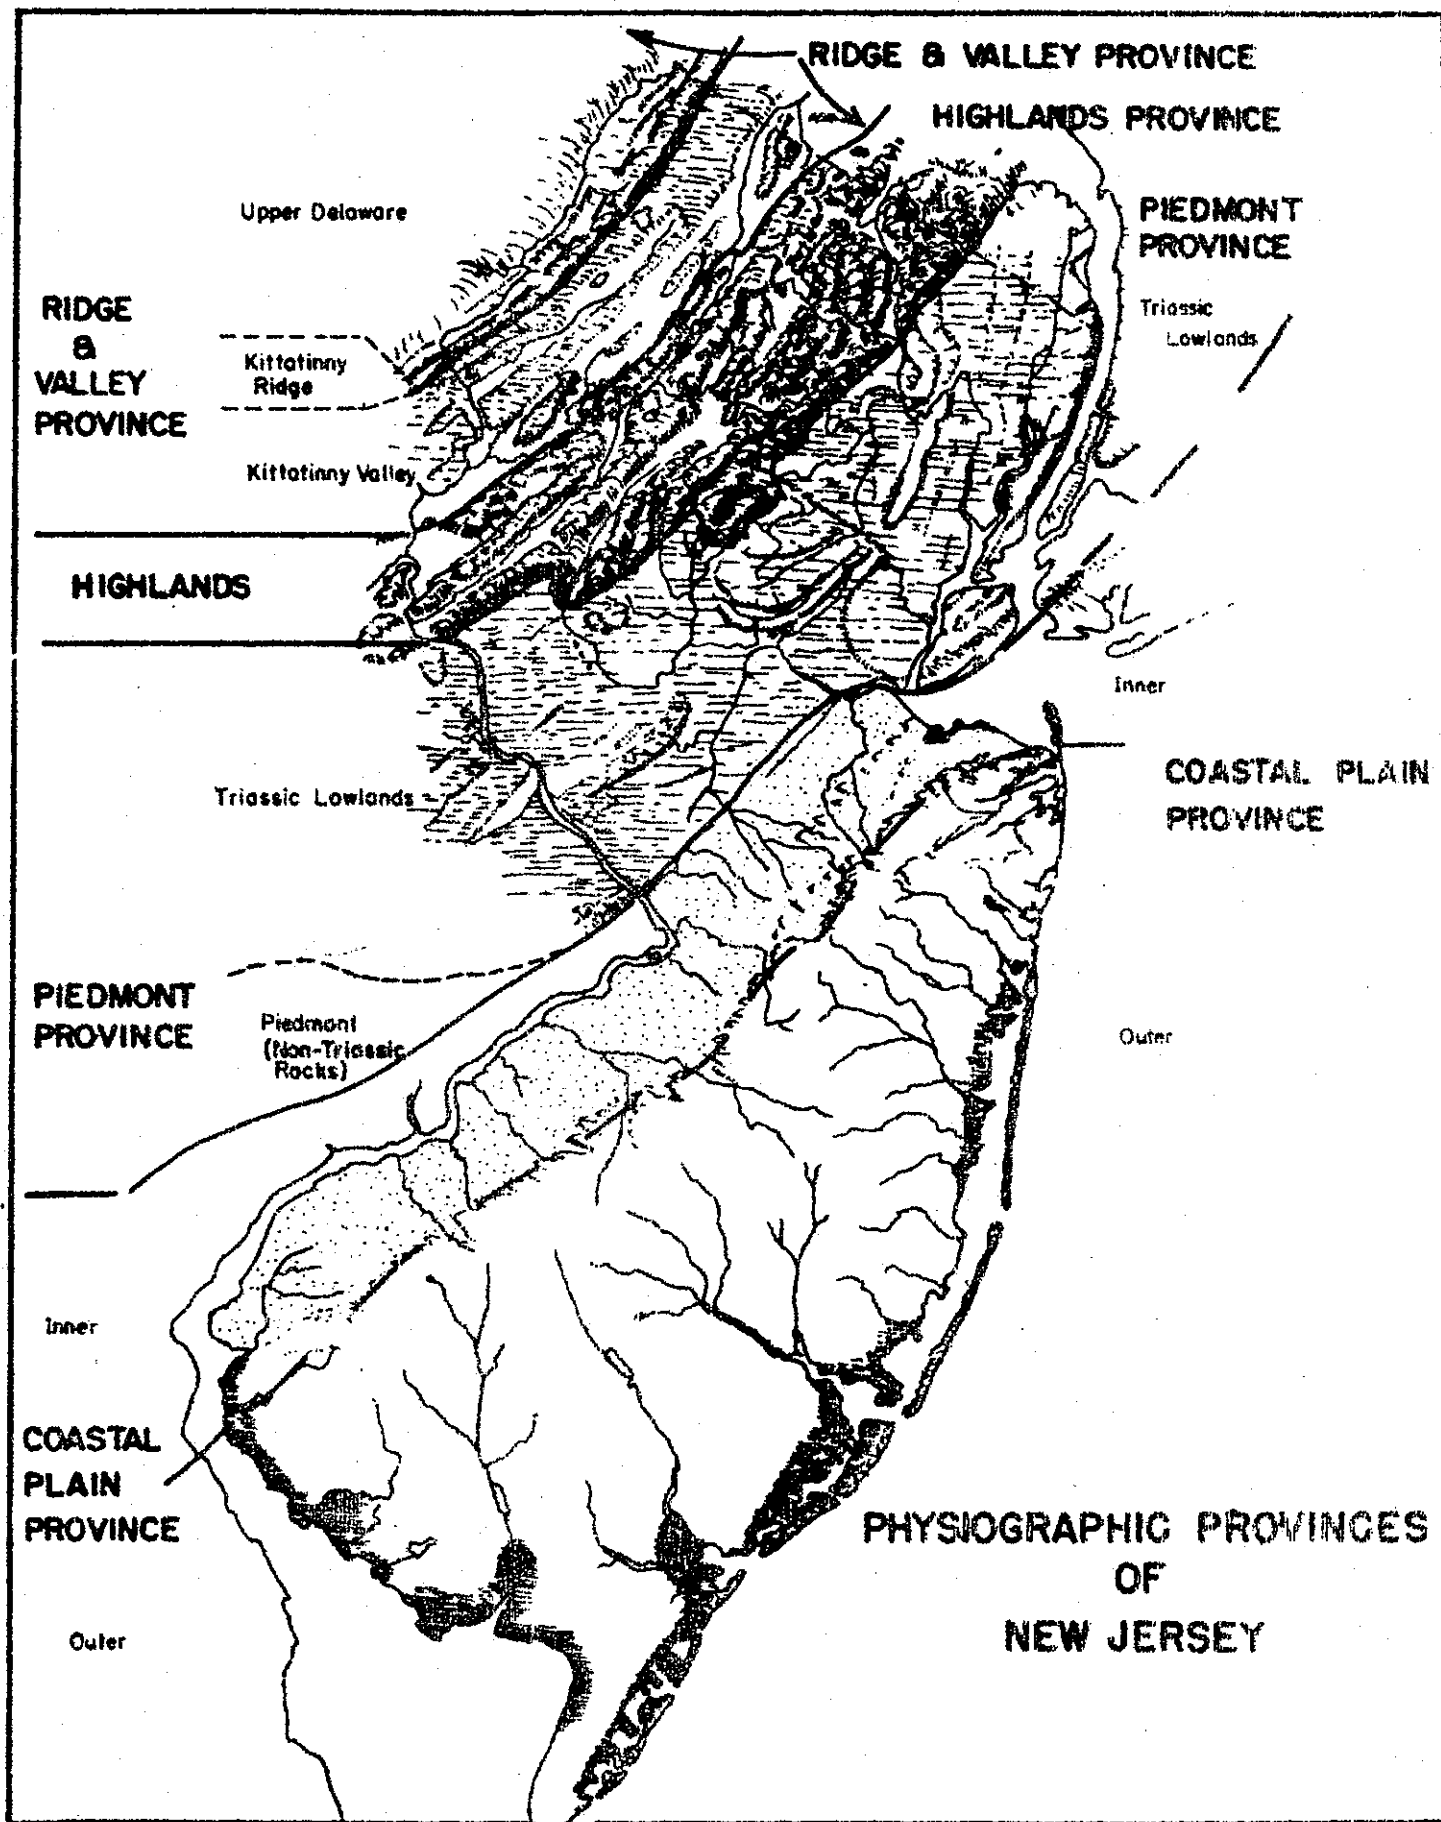 RIDGE & VALLEY PROVINCE
HIGHLANDS PROVINCE
PIEDMONT
PROVINCE
Triassic
Lowlands
Upper Delaware
RIDGE
&
VALLEY
PROVINCE
Kittatinny
Ridge
Kittatinny Valley
HIGHLANDS
Inner
COASTAL PLAIN
PROVINCE
Triassic Lowlands
PIEDMONT
PROVINCE
Piedmont
(Non-Triassic
Rocks)
Outer
Inner
COASTAL
PLAIN
PROVINCE
Outer
PHYSIOGRAPHIC PROVINCES
OF
NEW JERSEY